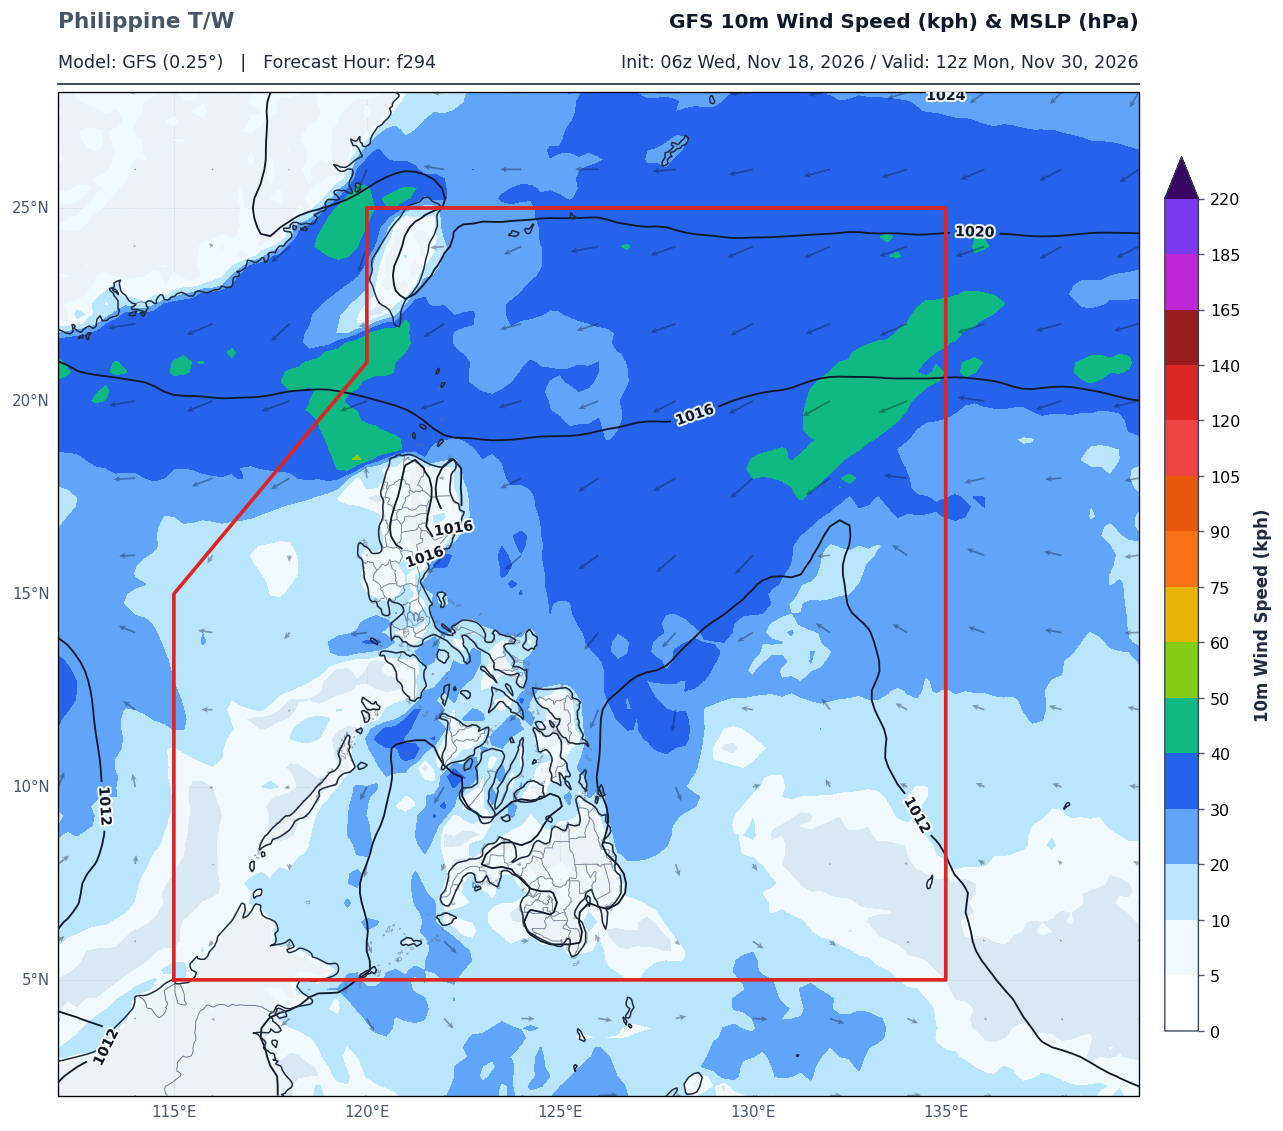 Philippine T/W
GFS 10m Wind Speed (kph) & MSLP (hPa)
Model: GFS (0.25°) | Forecast Hour: f294
Init: 06z Wed, Nov 18, 2026 / Valid: 12z Mon, Nov 30, 2026
1024
1020
1016
1016
1016
1012
1012
1012
25°N
20°N
15°N
10°N
5°N
115°E
120°E
125°E
130°E
135°E
220
185
165
140
120
105
90
75
60
50
40
30
20
10
5
0
10m Wind Speed (kph)